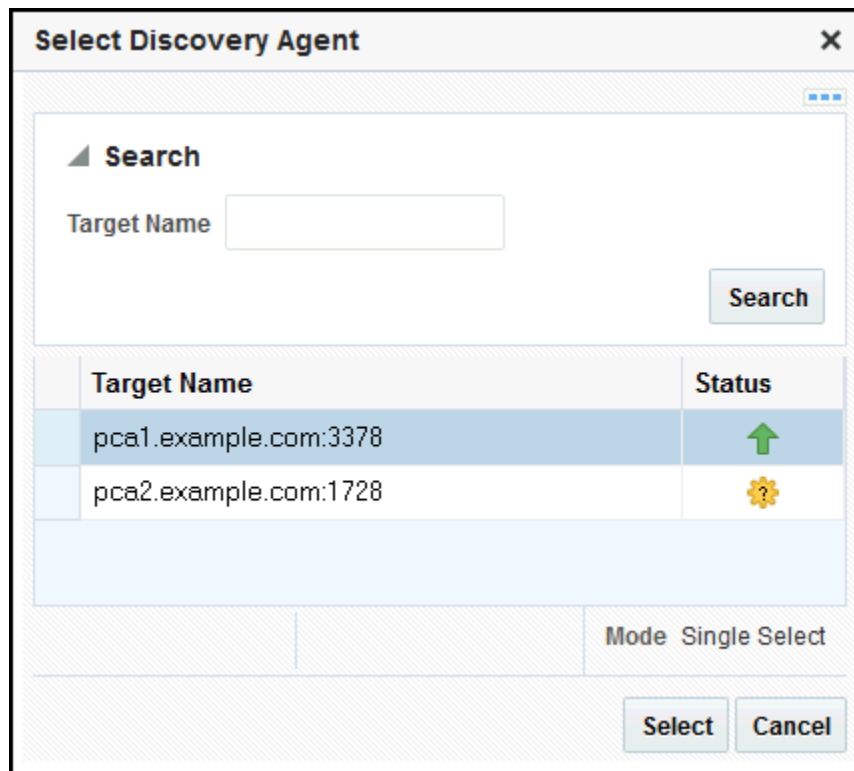 Select Discovery Agent
Search
Target Name
Search
Target Name Status
pca1.example.com:3378
pca2.example.com:1728
?
Mode Single Select
Select Cancel